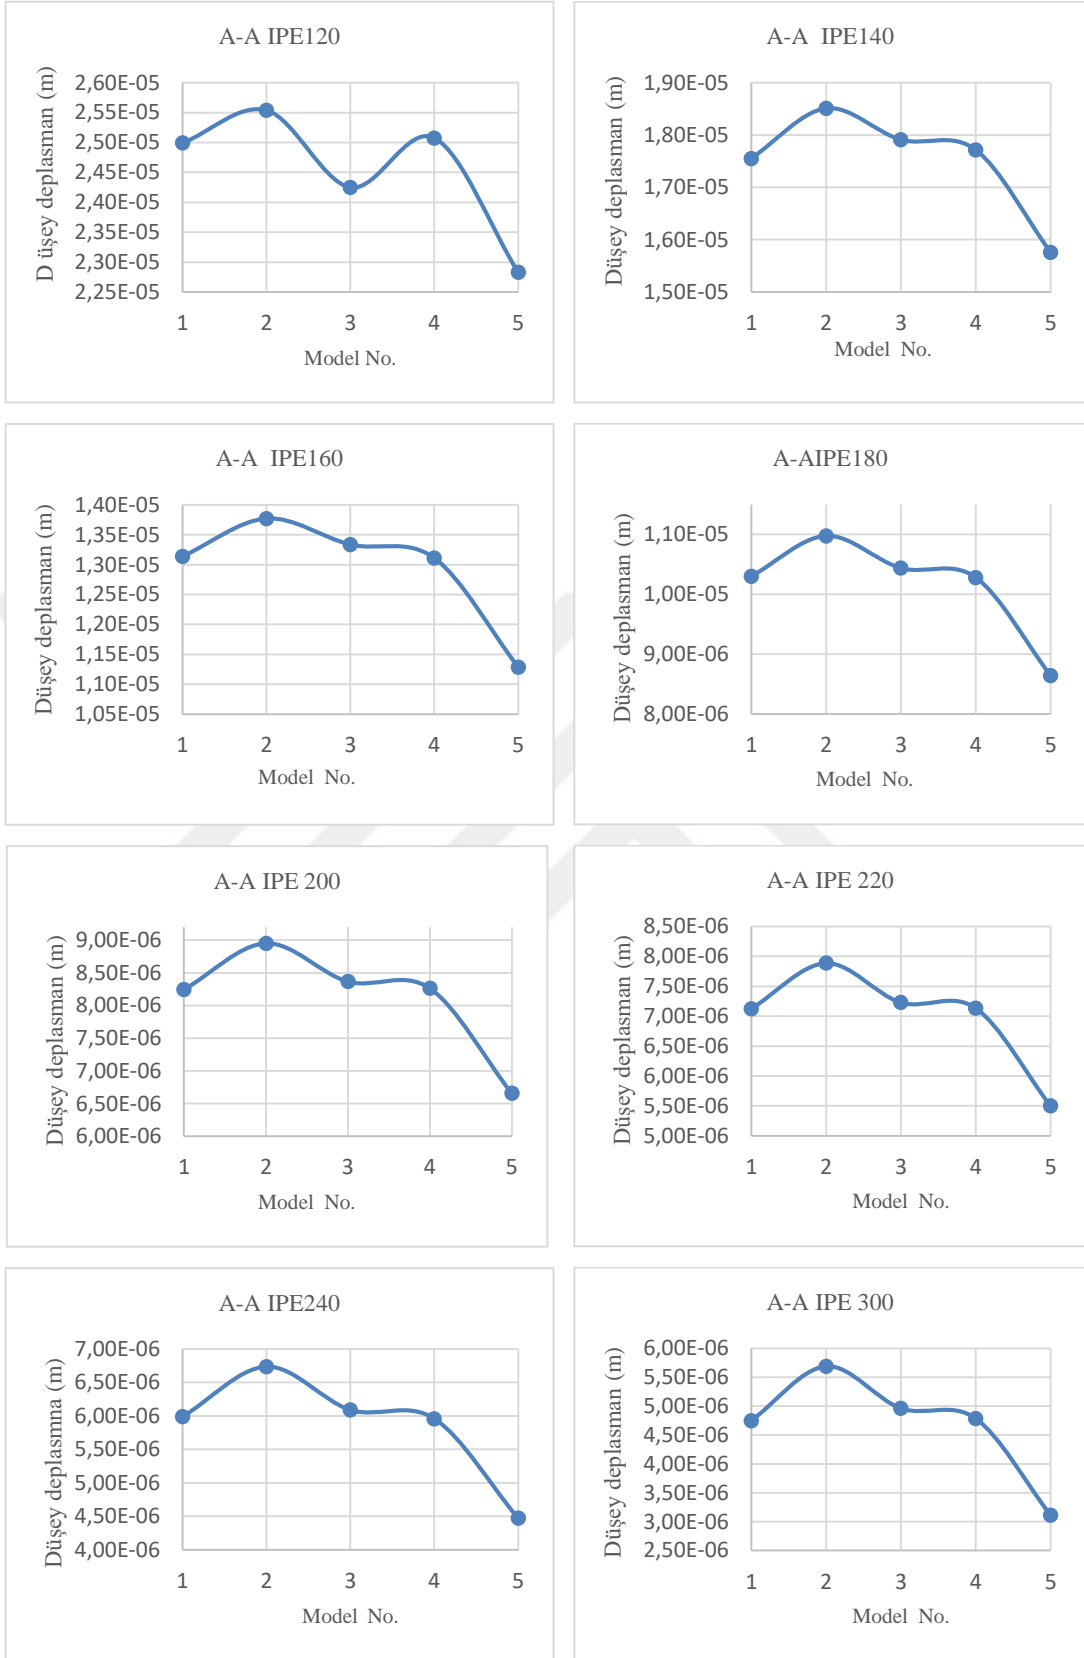 A-A IPE120
D üşey deplasman (m)
2,60E-05
2,55E-05
2,50E-05
2,45E-05
2,40E-05
2,35E-05
2,30E-05
2,25E-05
1 2 3 4 5
Model No.
A-A IPE140
Düşey deplasman (m)
1,90E-05
1,80E-05
1,70E-05
1,60E-05
1,50E-05
1 2 3 4 5
Model No.
A-A IPE160
Düşey deplasman (m)
1,40E-05
1,35E-05
1,30E-05
1,25E-05
1,20E-05
1,15E-05
1,10E-05
1,05E-05
1 2 3 4 5
Model No.
A-AIPE180
Düşey deplasman (m)
1,10E-05
1,00E-05
9,00E-06
8,00E-06
1 2 3 4 5
Model No.
A-A IPE 200
Düşey deplasman (m)
9,00E-06
8,50E-06
8,00E-06
7,50E-06
7,00E-06
6,50E-06
6,00E-06
1 2 3 4 5
Model No.
A-A IPE 220
Düşey deplasman (m)
8,50E-06
8,00E-06
7,50E-06
7,00E-06
6,50E-06
6,00E-06
5,50E-06
5,00E-06
1 2 3 4 5
Model No.
A-A IPE240
Düşey deplasmna (m)
7,00E-06
6,50E-06
6,00E-06
5,50E-06
5,00E-06
4,50E-06
4,00E-06
1 2 3 4 5
Model No.
A-A IPE 300
Düşey deplasman (m)
6,00E-06
5,50E-06
5,00E-06
4,50E-06
4,00E-06
3,50E-06
3,00E-06
2,50E-06
1 2 3 4 5
Model No.